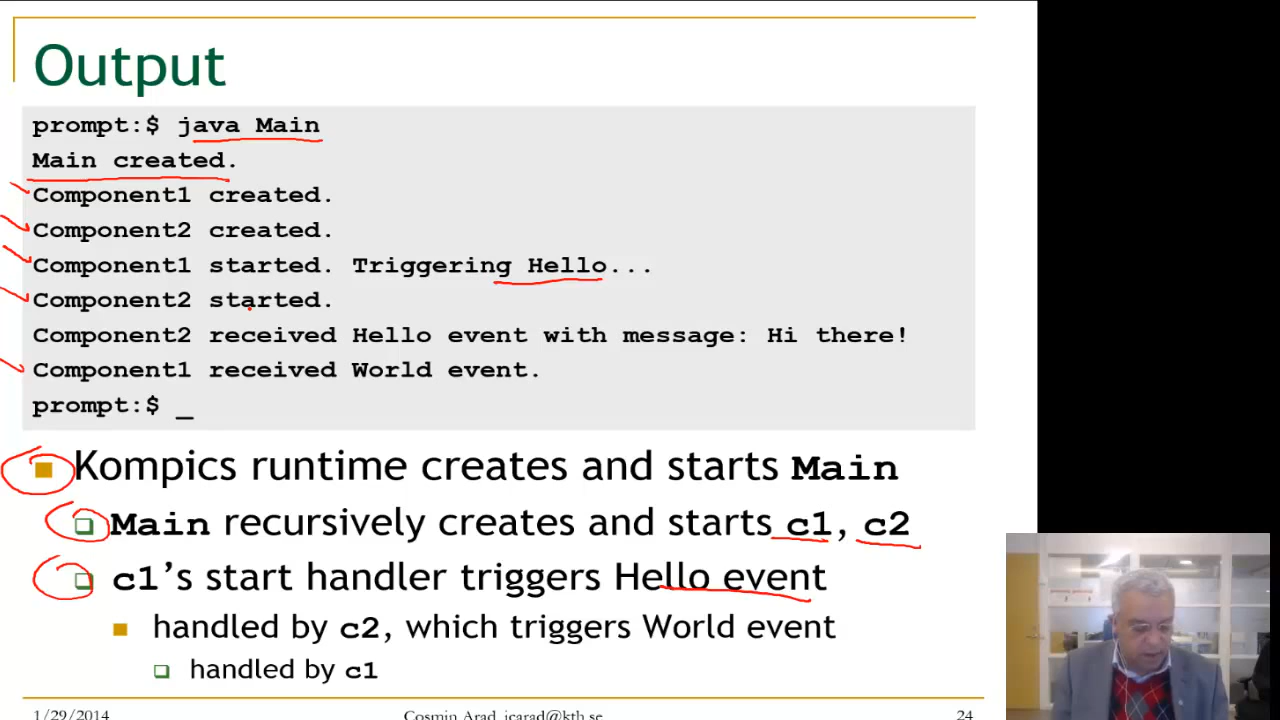 Output
prompt:$ java Main
Main created.
Component1 created.
Component2 created.
Component1 started. Triggering Hello...
Component2 started.
Component2 received Hello event with message: Hi there!
Component1 received World event.
prompt:$ _
Kompics runtime creates and starts Main
Main recursively creates and starts c1, c2
c1’s start handler triggers Hello event
handled by c2, which triggers World event
handled by c1
1/29/2014 Cosmin Arad, icarad@kth.se 24